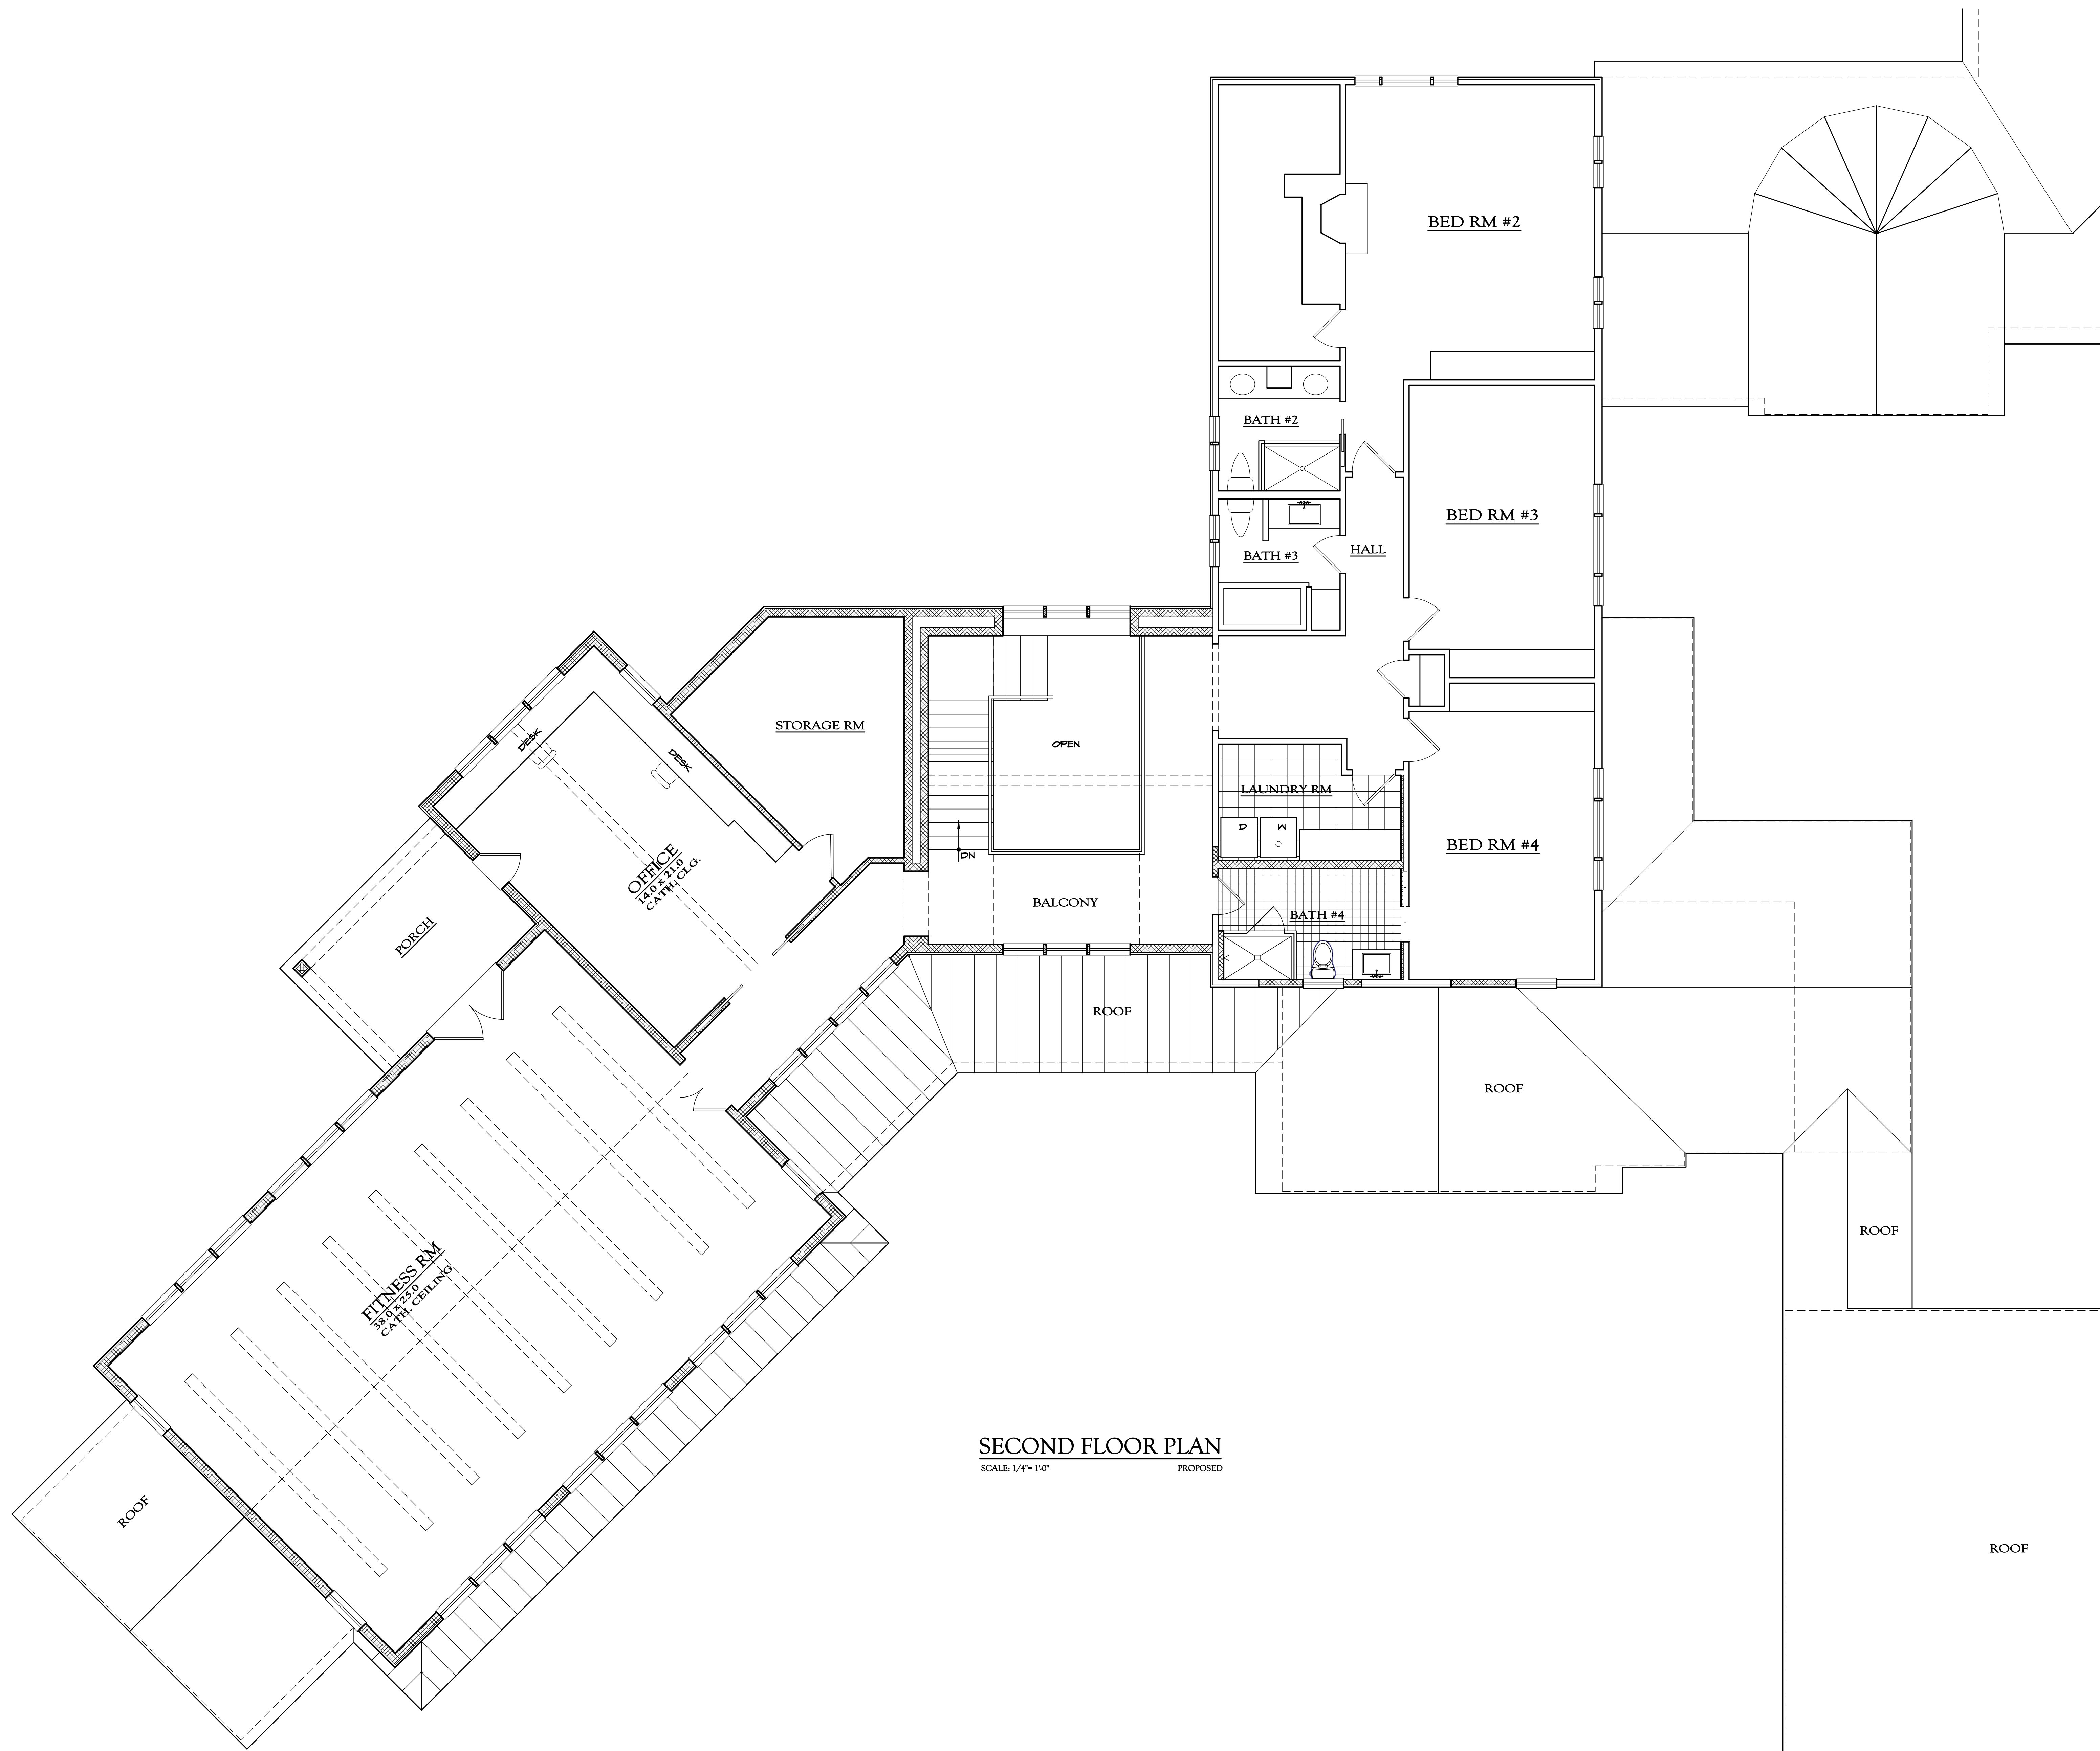 BED RM #2
BATH #2
BED RM #3
BATH #3
HALL
STORAGE RM
OPEN
DESK
DESK
LAUNDRY RM
D
W
BED RM #4
DN
OFFICE
14.0 x 21.0
CATH. CLG.
BALCONY
BATH #4
PORCH
ROOF
ROOF
ROOF
FITNESS RM
38.0 x 25.0
CATH. CEILING
SECOND FLOOR PLAN
SCALE: 1/4"= 1'-0"
PROPOSED
ROOF
ROOF